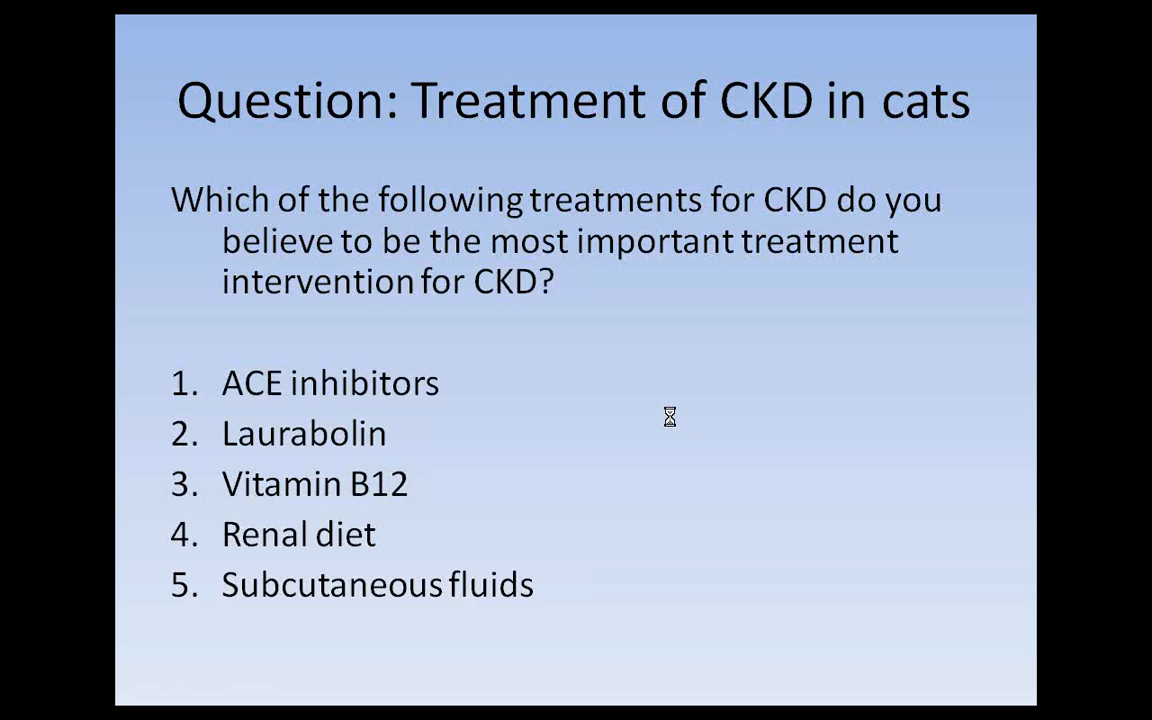 Question: Treatment of CKD in cats
Which of the following treatments for CKD do you
believe to be the most important treatment
intervention for CKD?
1. ACE inhibitors
2. Laurabolin
3. Vitamin B12
4. Renal diet
5. Subcutaneous fluids